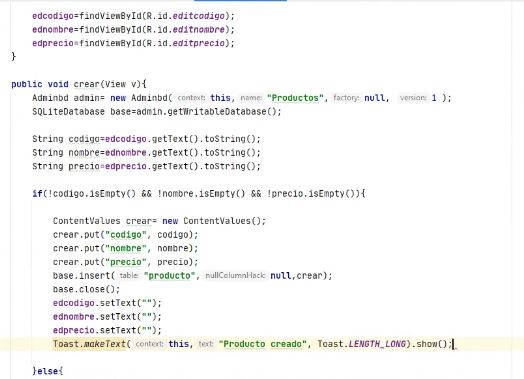 edcodigo=findViewById(R.id.editcodigo);
ednombre=findViewById(R.id.editnombre);
edprecio=findViewById(R.id.editprecio);
}
public void crear(View v){
Adminbd admin= new Adminbd( context: this, name: "Productos", factory: null, version: 1 );
SQLiteDatabase base=admin.getWritableDatabase();
String codigo=edcodigo.getText().toString();
String nombre=ednombre.getText().toString();
String precio=edprecio.getText().toString();
if(!codigo.isEmpty() && !nombre.isEmpty() && !precio.isEmpty()){
ContentValues crear= new ContentValues();
crear.put("codigo", codigo);
crear.put("nombre", nombre);
crear.put("precio", precio);
base.insert( table: "producto", nullColumnHack: null,crear);
base.close();
edcodigo.setText("");
ednombre.setText("");
edprecio.setText("");
Toast.makeText( context: this, text: "Producto creado", Toast.LENGTH_LONG).show();
}else{